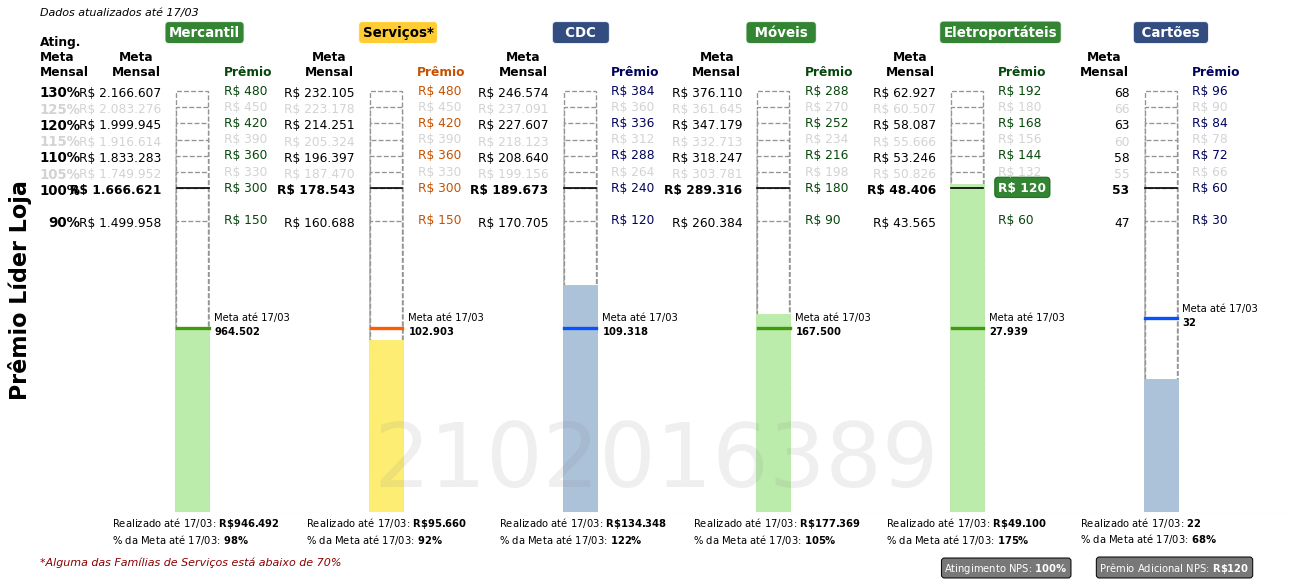 Dados atualizados até 17/03
Mercantil Serviços* CDC Móveis Eletroportáteis Cartões
Ating.
Meta Meta Meta Meta Meta Meta Meta
Mensal Mensal Prêmio Mensal Prêmio Mensal Prêmio Mensal Prêmio Mensal Prêmio Mensal Prêmio
130% R$ 2.166.607 R$ 480 R$ 232.105 R$ 480 R$ 246.574 R$ 384 R$ 376.110 R$ 288 R$ 62.927 R$ 192 68 R$ 96
125% R$ 2.083.276 R$ 450 R$ 223.178 R$ 450 R$ 237.091 R$ 360 R$ 361.645 R$ 270 R$ 60.507 R$ 180 66 R$ 90
120% R$ 1.999.945 R$ 420 R$ 214.251 R$ 420 R$ 227.607 R$ 336 R$ 347.179 R$ 252 R$ 58.087 R$ 168 63 R$ 84
115% R$ 1.916.614 R$ 390 R$ 205.324 R$ 390 R$ 218.123 R$ 312 R$ 332.713 R$ 234 R$ 55.666 R$ 156 60 R$ 78
110% R$ 1.833.283 R$ 360 R$ 196.397 R$ 360 R$ 208.640 R$ 288 R$ 318.247 R$ 216 R$ 53.246 R$ 144 58 R$ 72
105% R$ 1.749.952 R$ 330 R$ 187.470 R$ 330 R$ 199.156 R$ 264 R$ 303.781 R$ 198 R$ 50.826 R$ 132 55 R$ 66
100% R$ 1.666.621 R$ 300 R$ 178.543 R$ 300 R$ 189.673 R$ 240 R$ 289.316 R$ 180 R$ 48.406 R$ 120 53 R$ 60
90% R$ 1.499.958 R$ 150 R$ 160.688 R$ 150 R$ 170.705 R$ 120 R$ 260.384 R$ 90 R$ 43.565 R$ 60 47 R$ 30
Prêmio Líder Loja
Meta até 17/03 Meta até 17/03 Meta até 17/03 Meta até 17/03 Meta até 17/03 Meta até 17/03
964.502 102.903 109.318 167.500 27.939 32
2102016389
Realizado até 17/03: R$946.492 Realizado até 17/03: R$95.660 Realizado até 17/03: R$134.348 Realizado até 17/03: R$177.369 Realizado até 17/03: R$49.100 Realizado até 17/03: 22
% da Meta até 17/03: 98% % da Meta até 17/03: 92% % da Meta até 17/03: 122% % da Meta até 17/03: 105% % da Meta até 17/03: 175% % da Meta até 17/03: 68%
*Alguma das Famílias de Serviços está abaixo de 70% Atingimento NPS: 100% Prêmio Adicional NPS: R$120